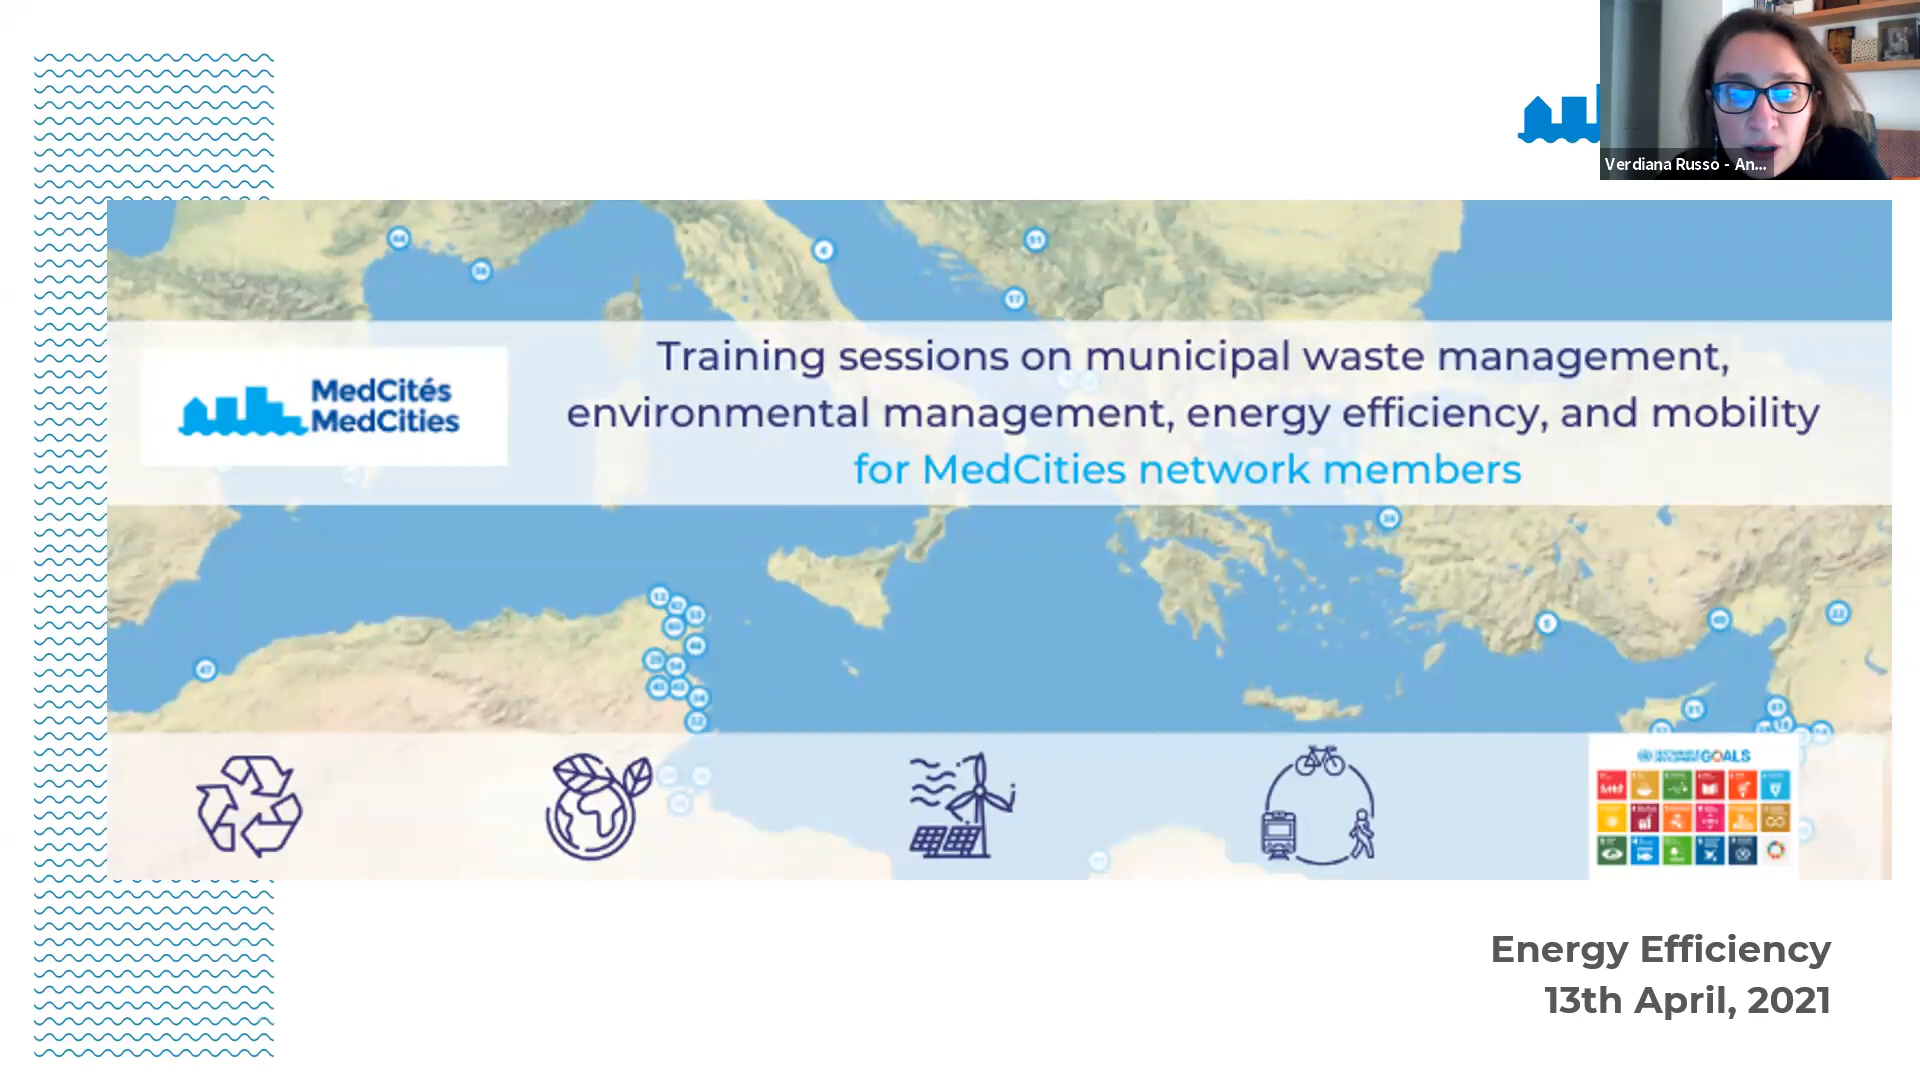 Verdiana Russo - An...
MedCités
MedCities
Training sessions on municipal waste management,
environmental management, energy efficiency, and mobility
for MedCities network members
GOALS
Energy Efficiency
13th April, 2021